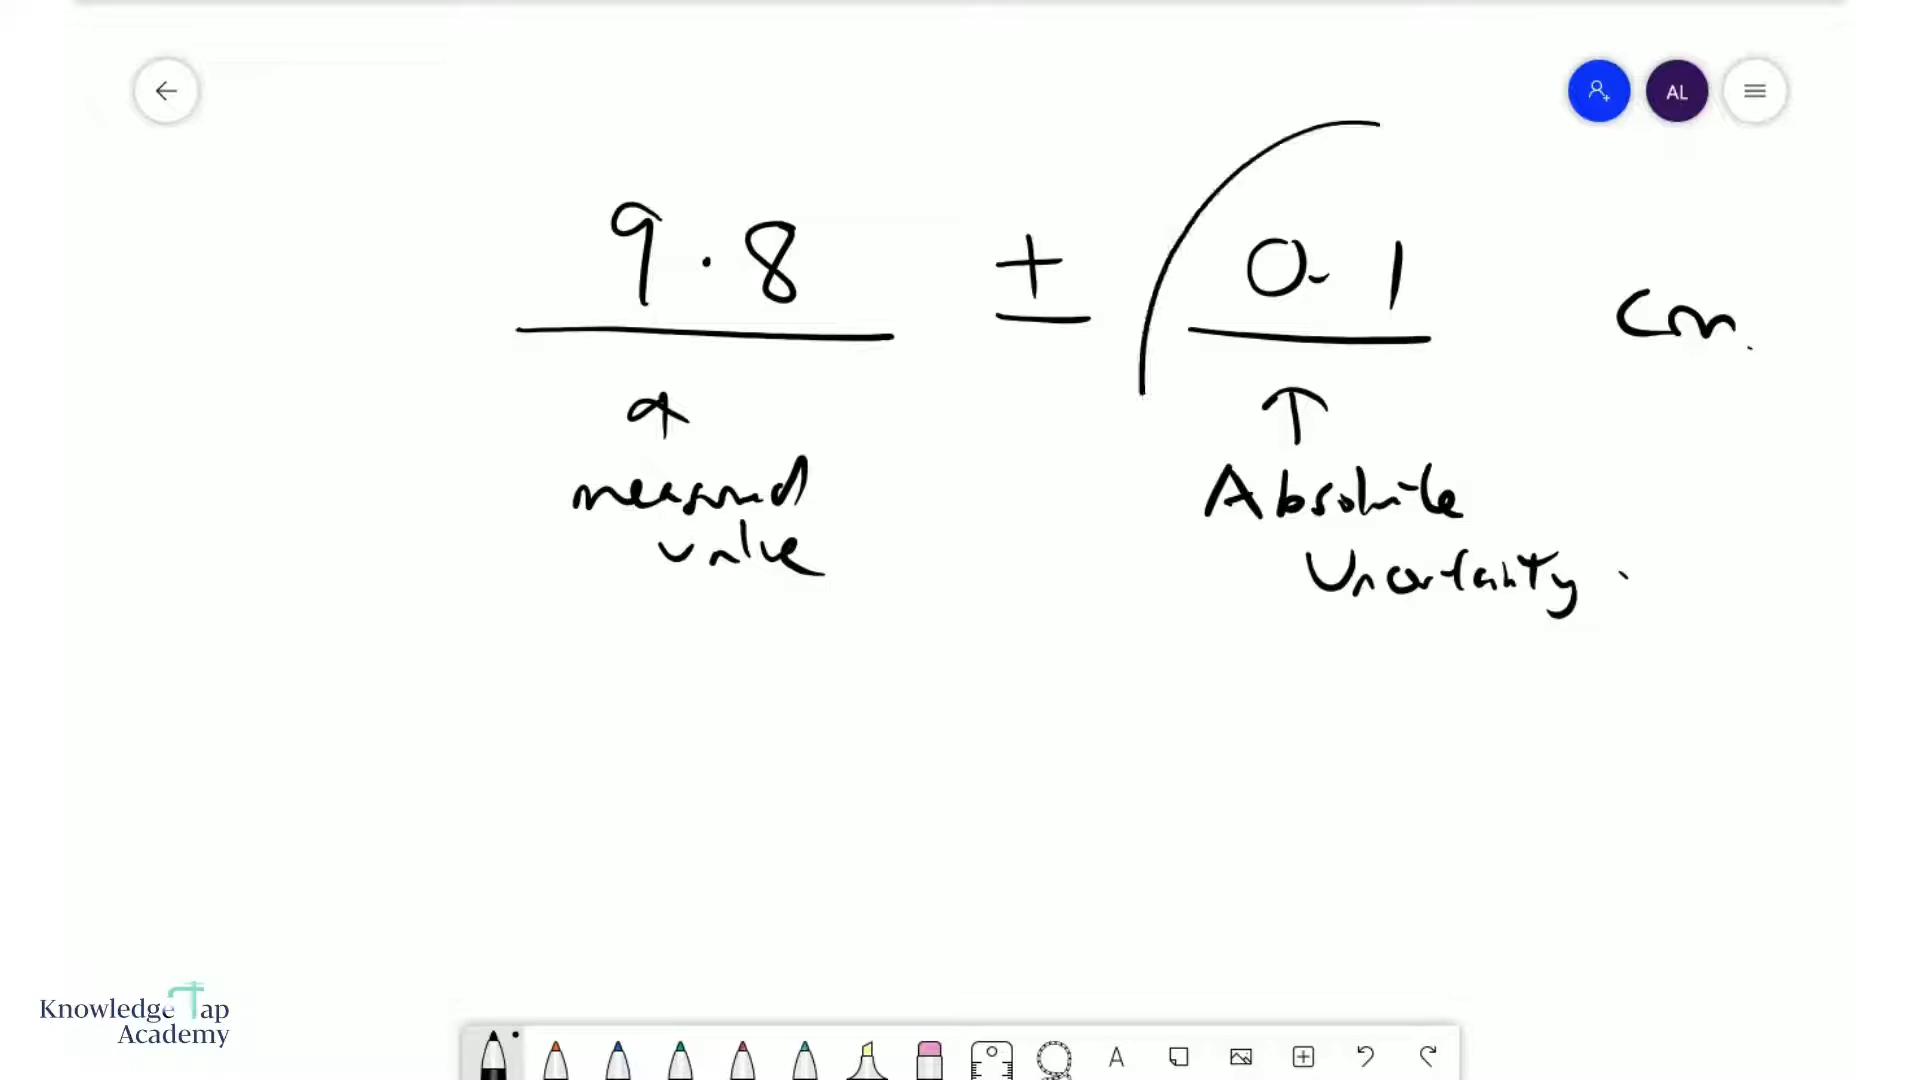 AL
9.8 ± 0.1 cm.
measured
value
Absolute
Uncertainty.
Knowledge Tap
Academy
A